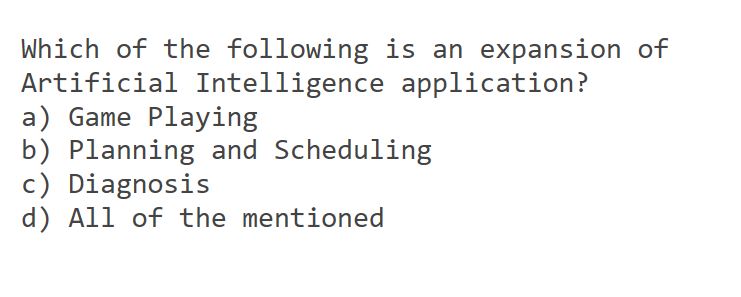 Which of the following is an expansion of
Artificial Intelligence application?
a) Game Playing
b) Planning and Scheduling
c) Diagnosis
d) All of the mentioned